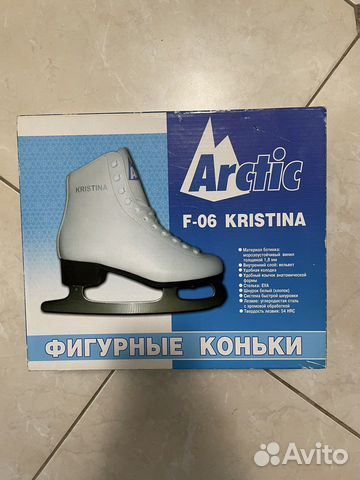 Arctic
F-06 KRISTINA
KRISTINA
• Материал ботинка:
морозоустойчивый винил
толщиной 1,8 мм
• Внутренний слой: вельвет
• Удобная колодка
• Удобный язычок анатомической
формы
• Стелька: EVA
• Шнурок белый (хлопок)
• Система быстрой шнуровки
• Лезвие: углеродистая сталь
с хромовой обработкой
• Твердость лезвия: 54 HRC
ФИГУРНЫЕ КОНЬКИ
Avito